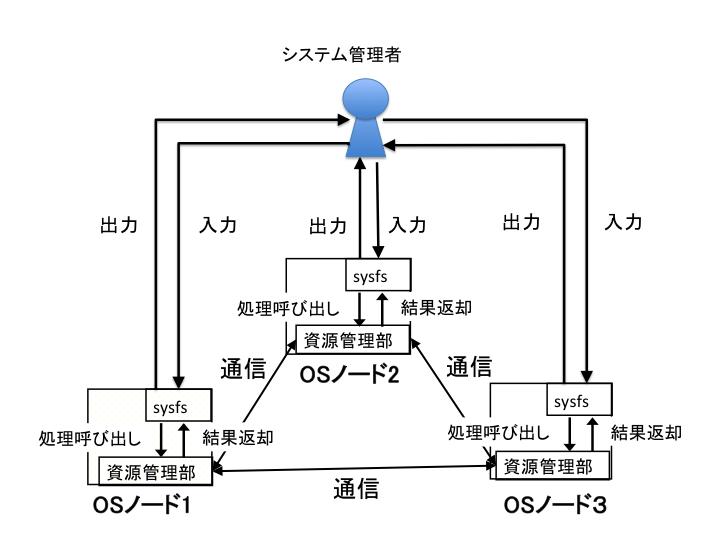 システム管理者
出力
入力
出力
入力
出力
入力
sysfs
処理呼び出し
結果返却
資源管理部
OSノード2
通信
通信
sysfs
処理呼び出し
結果返却
資源管理部
OSノード1
sysfs
処理呼び出し
結果返却
資源管理部
OSノード3
通信